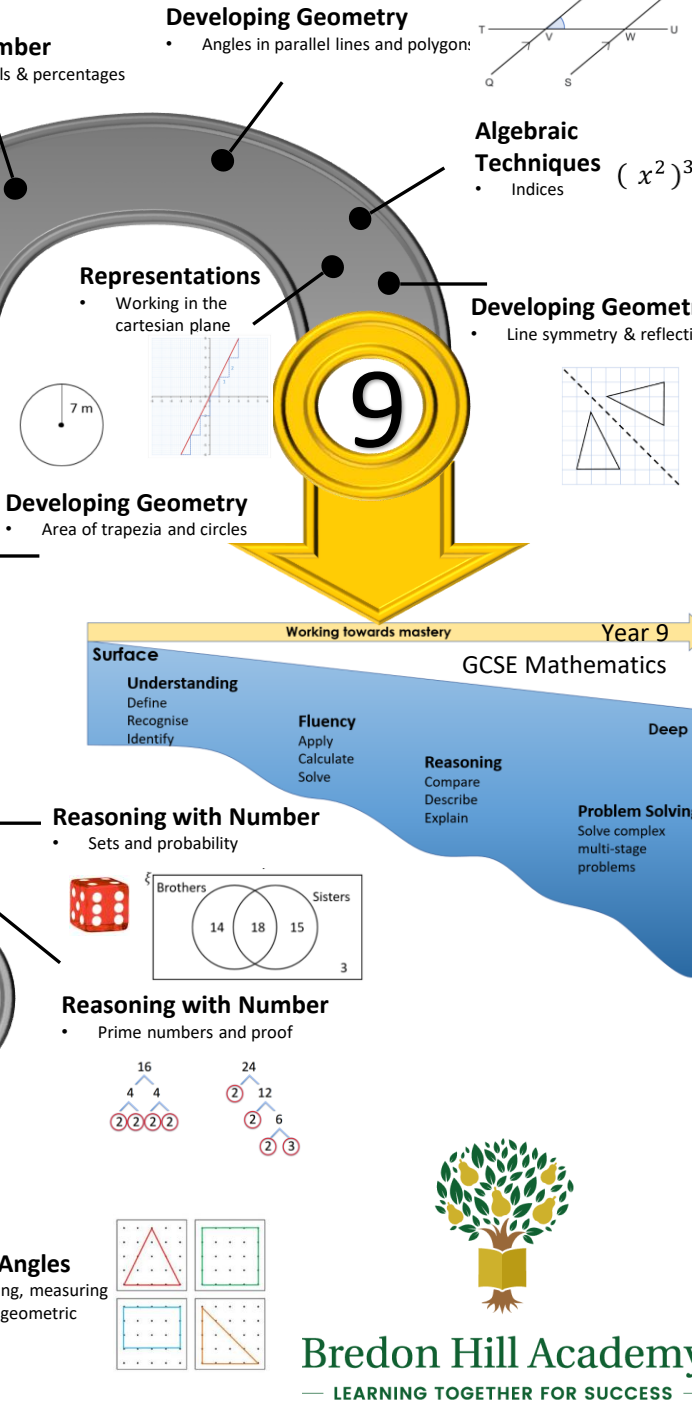 Developing Geometry
• Angles in parallel lines and polygons
mber
ls & percentages
T V W U
Q S
Algebraic
Techniques
• Indices
( x² )³
Representations
• Working in the
cartesian plane
Developing Geometr
• Line symmetry & reflecti
7 m
9
Developing Geometry
• Area of trapezia and circles
Working towards mastery
Year 9
Surface
GCSE Mathematics
Understanding
Define
Recognise
Identify
Fluency
Apply
Calculate
Solve
Deep
Reasoning
Compare
Describe
Explain
Problem Solving
Solve complex
multi-stage
problems
Reasoning with Number
• Sets and probability
ξ
Brothers
Sisters
14 18 15
3
Reasoning with Number
• Prime numbers and proof
16
4 4
2 2 2 2
24
2 12
2 6
2 3
Angles
ng, measuring
geometric
Bredon Hill Academy
LEARNING TOGETHER FOR SUCCESS